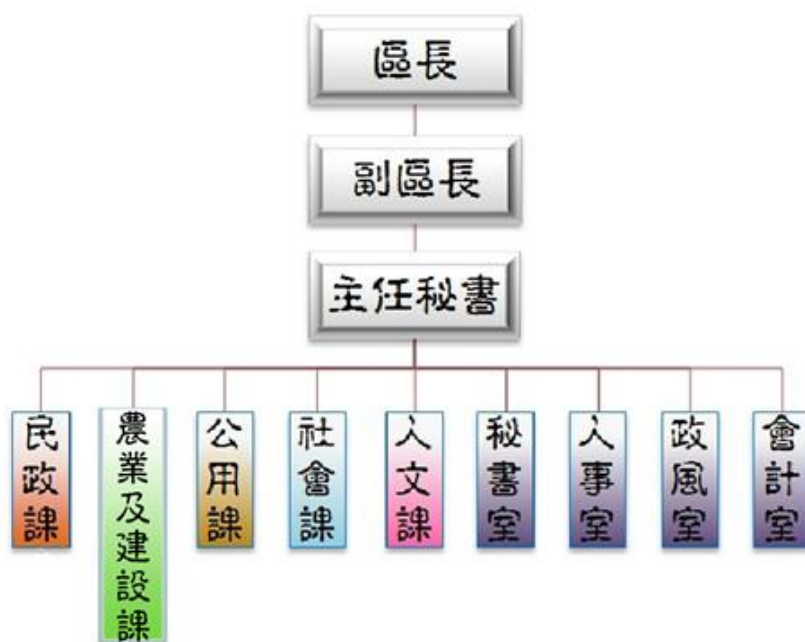 區長
副區長
主任秘書
民政課
農業及建設課
公用課
社會課
人文課
秘書室
人事室
政風室
會計室